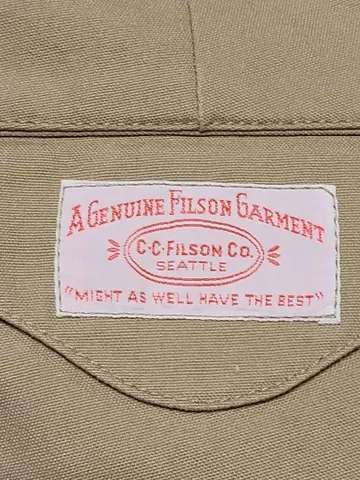 A GENUINE FILSON GARMENT
C·C·FILSON CO.
SEATTLE
"MIGHT AS WELL HAVE THE BEST"